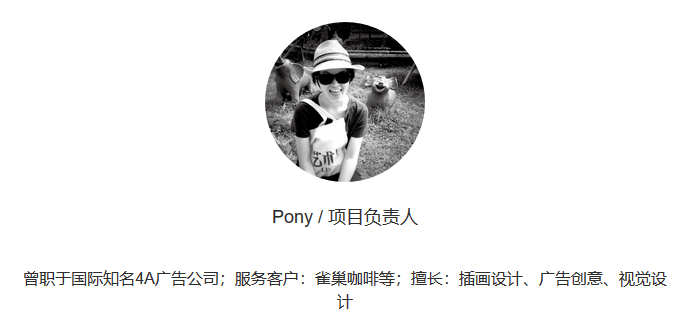 艺术
Pony / 项目负责人
曾职于国际知名4A广告公司；服务客户：雀巢咖啡等；擅长：插画设计、广告创意、视觉设
计